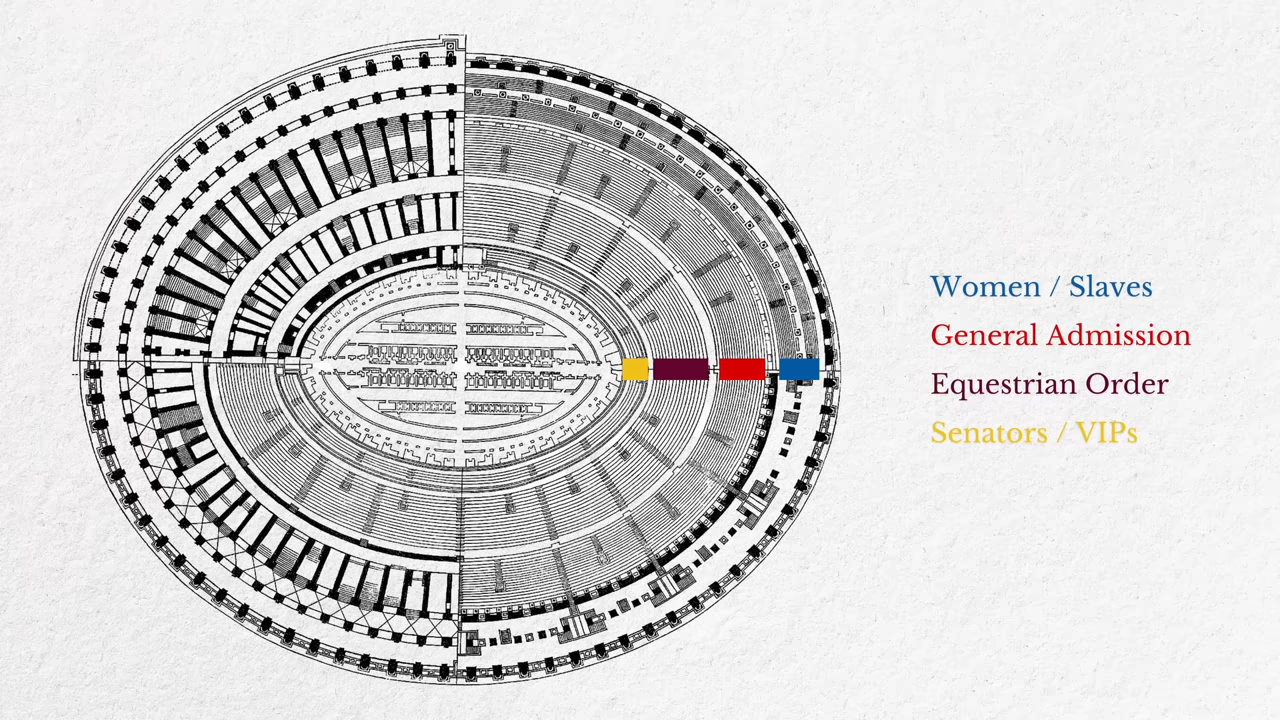 Women / Slaves
General Admission
Equestrian Order
Senators / VIPs